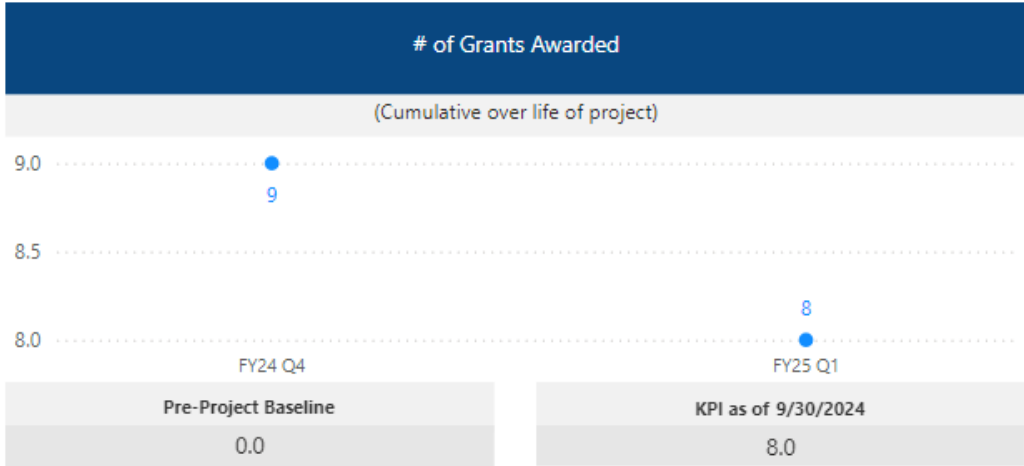 # of Grants Awarded
(Cumulative over life of project)
9.0
9
8.5
8
8.0
FY24 Q4 FY25 Q1
Pre-Project Baseline KPI as of 9/30/2024
0.0 8.0